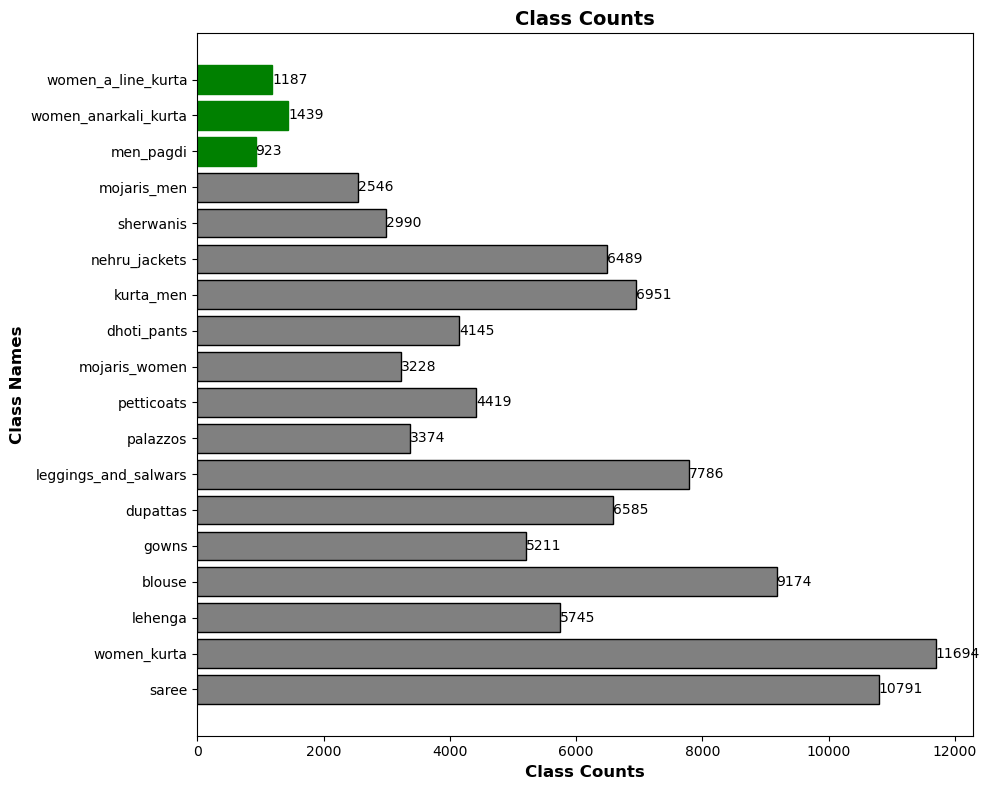 Class Counts
women_a_line_kurta 1187
women_anarkali_kurta 1439
men_pagdi 923
mojaris_men 2546
sherwanis 2990
nehru_jackets 6489
kurta_men 6951
dhoti_pants 4145
mojaris_women 3228
petticoats 4419
palazzos 3374
leggings_and_salwars 7786
dupattas 6585
gowns 5211
blouse 9174
lehenga 5745
women_kurta 11694
saree 10791
0 2000 4000 6000 8000 10000 12000
Class Counts
Class Names